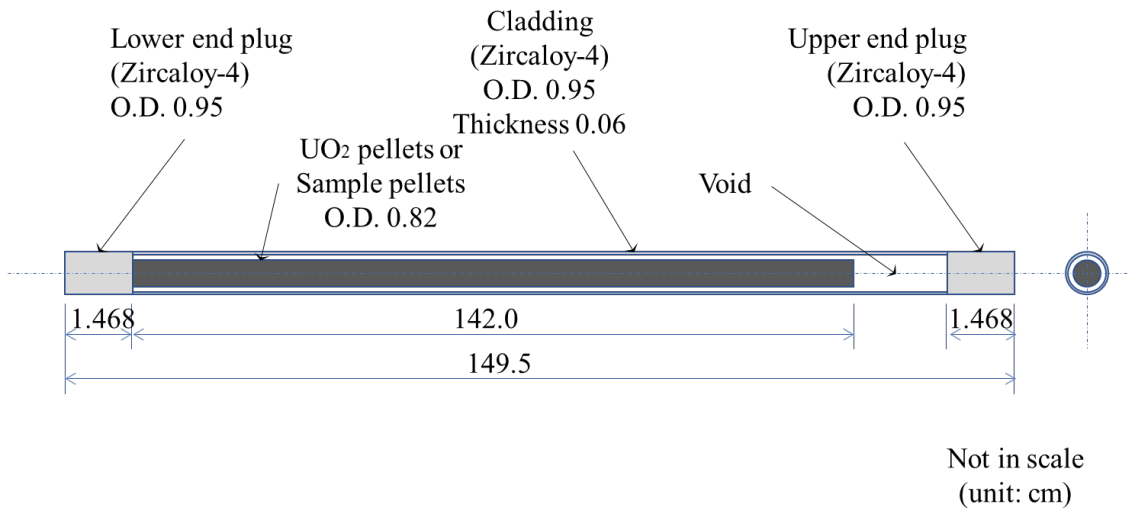 Lower end plug
(Zircaloy-4)
O.D. 0.95
Cladding
(Zircaloy-4)
O.D. 0.95
Thickness 0.06
Upper end plug
(Zircaloy-4)
O.D. 0.95
UO₂ pellets or
Sample pellets
O.D. 0.82
Void
1.468
142.0
1.468
149.5
Not in scale
(unit: cm)